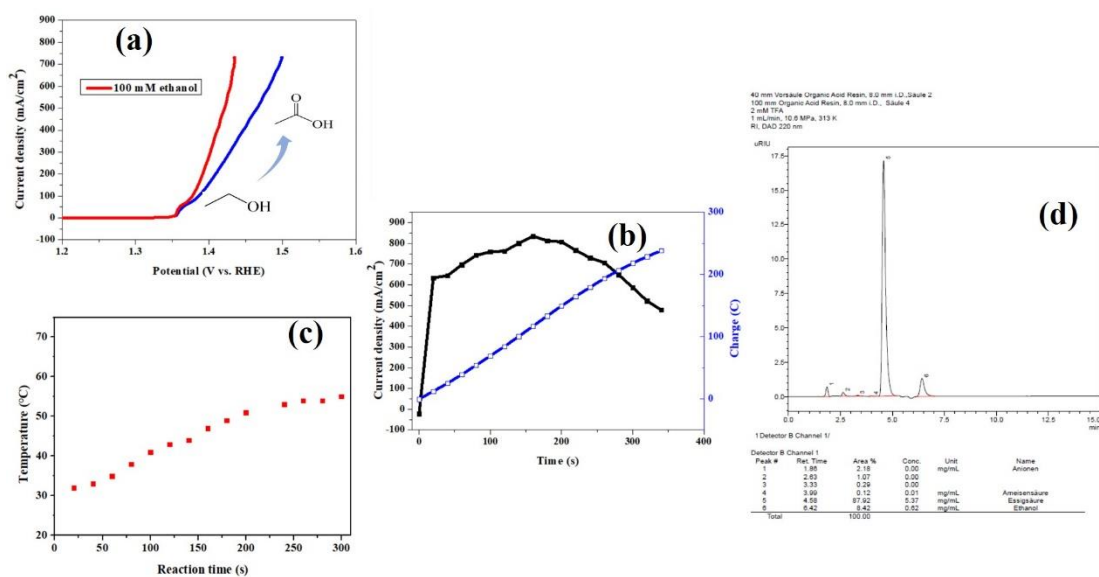 (a)
900
800
700
600
500
400
300
200
100
0
-100
Current density (mA/cm²)
100 mM ethanol
O
OH
OH
1.2 1.3 1.4 1.5 1.6
Potential (V vs. RHE)
(b)
900
800
700
600
500
400
300
200
100
0
-100
Current density (mA/cm²)
300
200
100
0
Charge (C)
0 100 200 300 400
Time (s)
(c)
75
60
50
40
30
20
Temperature (°C)
0 50 100 150 200 250 300
Reaction time (s)
40 mm Vorsäule Organic Acid Resin, 8.0 mm i.D.,Säule 2
100 mm Organic Acid Resin, 8.0 mm i.D., Säule 4
2 mM TFA
1 mL/min, 10.6 MPa, 313 K
RI, DAD 220 nm
uRIU
(d)
17.5
15.0
12.5
10.0
7.5
5.0
2.5
0.0
1 2 3 4 5 6
0.0 2.5 5.0 7.5 10.0 12.5 15.0
min
1 Detector B Channel 1/
Detector B Channel 1
Peak # Ret. Time Area % Conc. Unit Name
1 1.86 2.18 0.00 mg/mL Anionen
2 2.63 1.07 0.00
3 3.33 0.29 0.00
4 3.99 0.12 0.01 mg/mL Ameisensäure
5 4.58 87.92 5.37 mg/mL Essigsäure
6 6.42 8.42 0.62 mg/mL Ethanol
Total 100.00